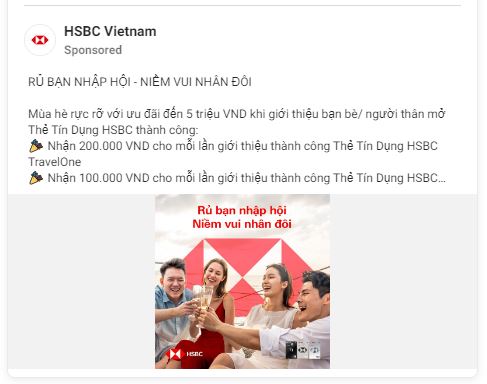 HSBC Vietnam
Sponsored
RỦ BẠN NHẬP HỘI - NIỀM VUI NHÂN ĐÔI
Mùa hè rực rỡ với ưu đãi đến 5 triệu VND khi giới thiệu bạn bè/ người thân mở
Thẻ Tín Dụng HSBC thành công:
🎉 Nhận 200.000 VND cho mỗi lần giới thiệu thành công Thẻ Tín Dụng HSBC
TravelOne
🎉 Nhận 100.000 VND cho mỗi lần giới thiệu thành công Thẻ Tín Dụng HSBC...
Rủ bạn nhập hội
Niềm vui nhân đôi
HSBC